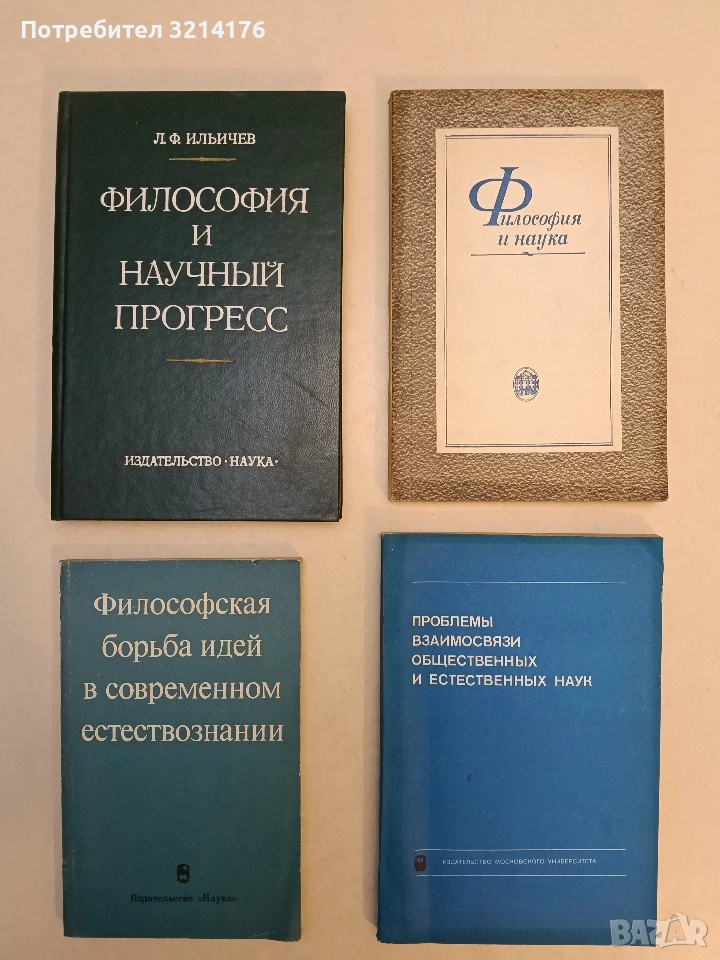 Потребител 3214176
Л. Ф. ИЛЬИЧЕВ
ФИЛОСОФИЯ
И
НАУЧНЫЙ
ПРОГРЕСС
ИЗДАТЕЛЬСТВО · НАУКА ·
Философия
и наука
Философская
борьба идей
в современном
естествознании
Издательство «Наука»
ПРОБЛЕМЫ
ВЗАИМОСВЯЗИ
ОБЩЕСТВЕННЫХ
И ЕСТЕСТВЕННЫХ НАУК
ИЗДАТЕЛЬСТВО МОСКОВСКОГО УНИВЕРСИТЕТА
BAZAR